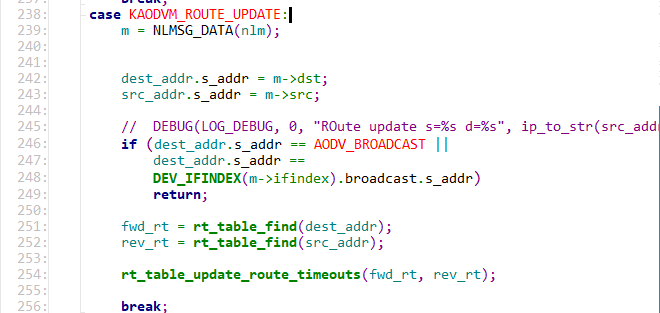 237: break;
238: case KAODVM_ROUTE_UPDATE:
239: m = NLMSG_DATA(nlm);
240:
241:
242: dest_addr.s_addr = m->dst;
243: src_addr.s_addr = m->src;
244:
245: // DEBUG(LOG_DEBUG, 0, "ROute update s=%s d=%s", ip_to_str(src_addr
246: if (dest_addr.s_addr == AODV_BROADCAST ||
247: dest_addr.s_addr ==
248: DEV_IFINDEX(m->ifindex).broadcast.s_addr)
249: return;
250:
251: fwd_rt = rt_table_find(dest_addr);
252: rev_rt = rt_table_find(src_addr);
253:
254: rt_table_update_route_timeouts(fwd_rt, rev_rt);
255:
256: break;